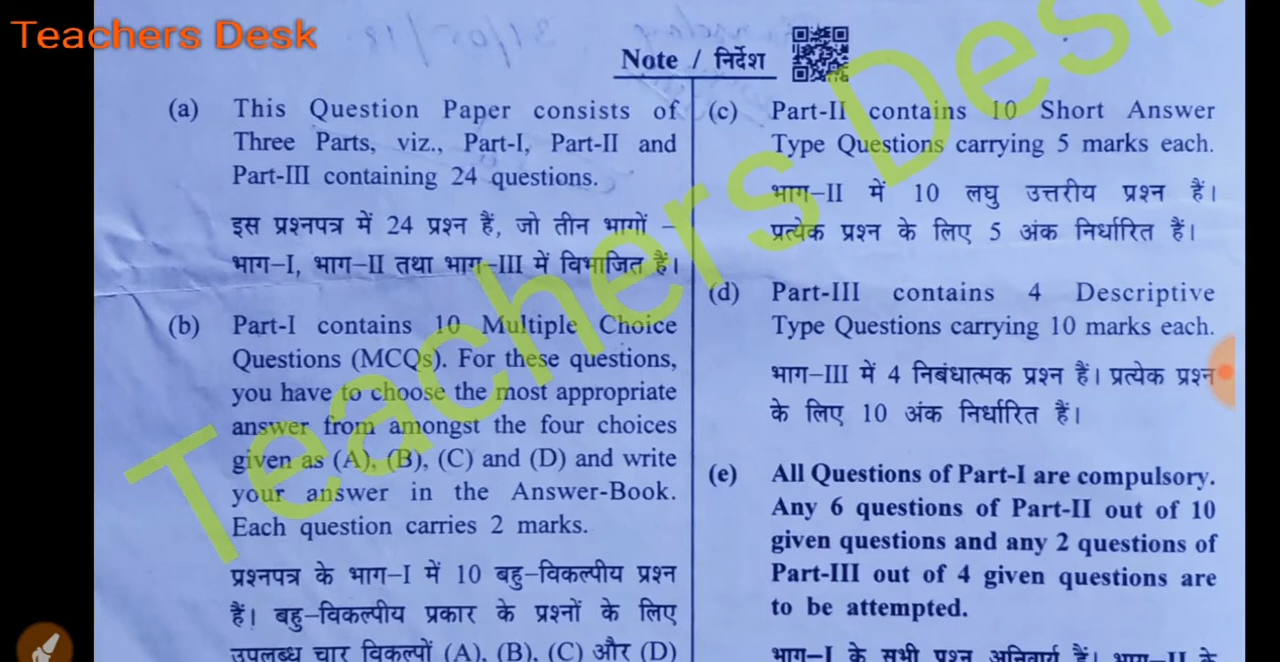 Teachers Desk
Note / निर्देश
(a) This Question Paper consists of
Three Parts, viz., Part-I, Part-II and
Part-III containing 24 questions.
इस प्रश्नपत्र में 24 प्रश्न हैं, जो तीन भागों –
भाग-I, भाग-II तथा भाग-III में विभाजित हैं।
(b) Part-I contains 10 Multiple Choice
Questions (MCQs). For these questions,
you have to choose the most appropriate
answer from amongst the four choices
given as (A), (B), (C) and (D) and write
your answer in the Answer-Book.
Each question carries 2 marks.
प्रश्नपत्र के भाग-I में 10 बहु-विकल्पीय प्रश्न
हैं। बहु-विकल्पीय प्रकार के प्रश्नों के लिए
उपलब्ध चार विकल्पों (A), (B), (C) और (D)
(c) Part-II contains 10 Short Answer
Type Questions carrying 5 marks each.
भाग-II में 10 लघु उत्तरीय प्रश्न हैं।
प्रत्येक प्रश्न के लिए 5 अंक निर्धारित हैं।
(d) Part-III contains 4 Descriptive
Type Questions carrying 10 marks each.
भाग-III में 4 निबंधात्मक प्रश्न हैं। प्रत्येक प्रश्न
के लिए 10 अंक निर्धारित हैं।
(e) All Questions of Part-I are compulsory.
Any 6 questions of Part-II out of 10
given questions and any 2 questions of
Part-III out of 4 given questions are
to be attempted.
भाग-I के सभी प्रश्न अनिवार्य हैं। भाग-II के
Teachers Desk